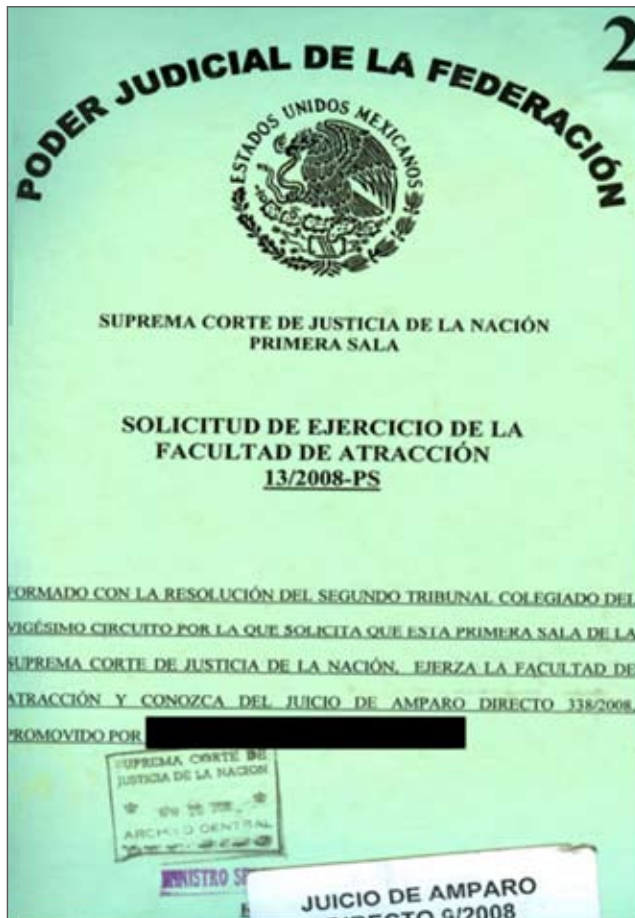 2
PODER JUDICIAL DE LA FEDERACIÓN
ESTADOS UNIDOS MEXICANOS
SUPREMA CORTE DE JUSTICIA DE LA NACIÓN
PRIMERA SALA
SOLICITUD DE EJERCICIO DE LA
FACULTAD DE ATRACCIÓN
13/2008-PS
FORMADO CON LA RESOLUCIÓN DEL SEGUNDO TRIBUNAL COLEGIADO DEL
VIGÉSIMO CIRCUITO POR LA QUE SOLICITA QUE ESTA PRIMERA SALA DE LA
SUPREMA CORTE DE JUSTICIA DE LA NACIÓN, EJERZA LA FACULTAD DE
ATRACCIÓN Y CONOZCA DEL JUICIO DE AMPARO DIRECTO 338/2008,
PROMOVIDO POR
SUPREMA CORTE DE
JUSTICIA DE LA NACION
ARCHIVO CENTRAL
MINISTRO
JUICIO DE AMPARO
DIRECTO 9/2008